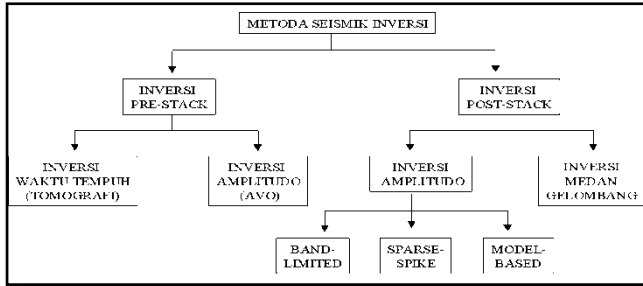 METODA SEISMIK INVERSI
INVERSI
PRE-STACK
INVERSI
POST-STACK
INVERSI
WAKTU TEMPUH
(TOMOGRAFI)
INVERSI
AMPLITUDO
(AVO)
INVERSI
AMPLITUDO
INVERSI
MEDAN
GELOMBANG
BAND-
LIMITED
SPARSE-
SPIKE
MODEL-
BASED